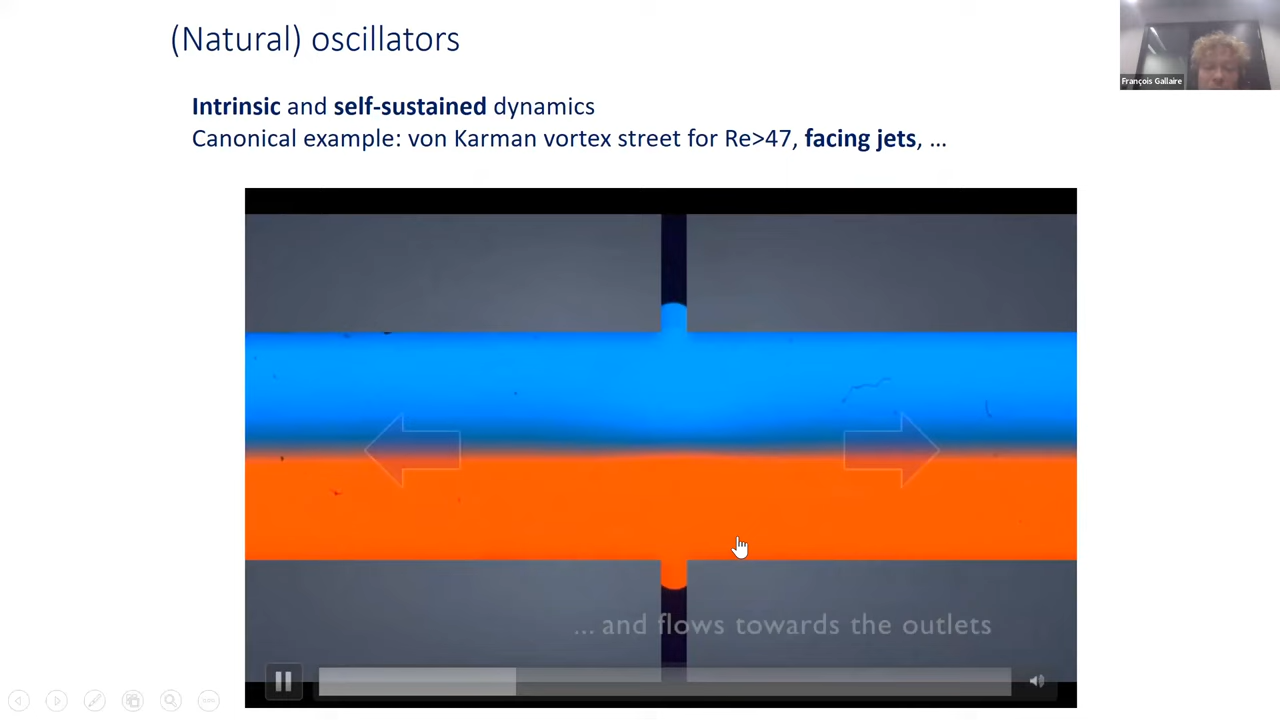 (Natural) oscillators
François Gallaire
Intrinsic and self-sustained dynamics
Canonical example: von Karman vortex street for Re>47, facing jets, …
... and flows towards the outlets